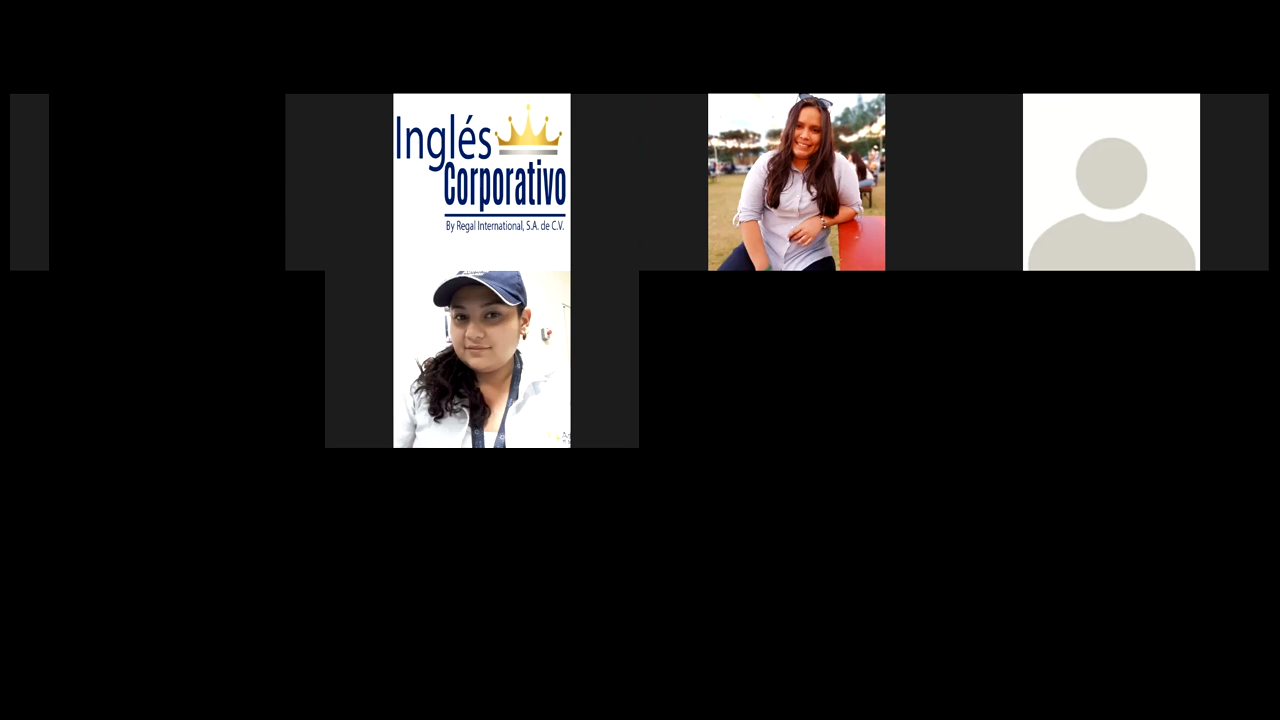 Inglés
Corporativo
By Regal International, S.A. de C.V.